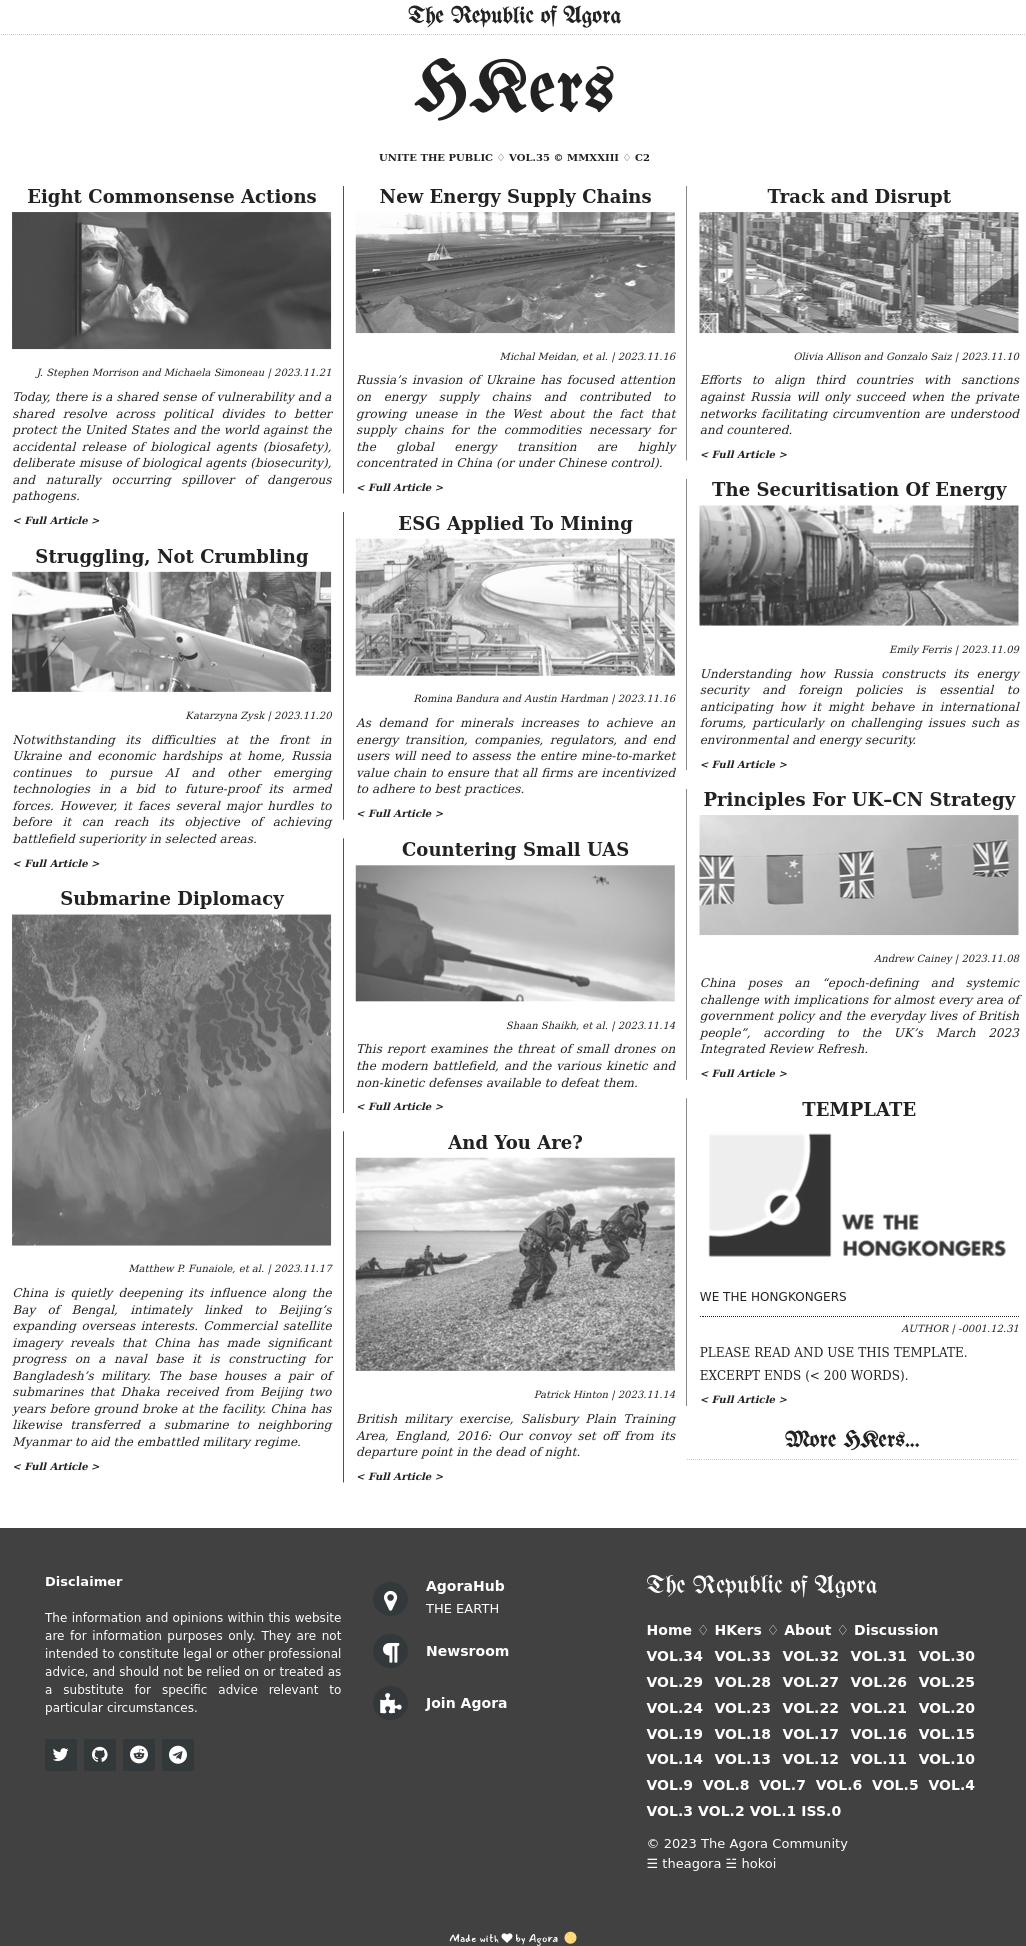 The Republic of Agora
HKers
UNITE THE PUBLIC ♢ VOL.35 © MMXXIII ♢ C2
Eight Commonsense Actions
J. Stephen Morrison and Michaela Simoneau | 2023.11.21
Today, there is a shared sense of vulnerability and a
shared resolve across political divides to better
protect the United States and the world against the
accidental release of biological agents (biosafety),
deliberate misuse of biological agents (biosecurity),
and naturally occurring spillover of dangerous
pathogens.
< Full Article >
Struggling, Not Crumbling
Katarzyna Zysk | 2023.11.20
Notwithstanding its difficulties at the front in
Ukraine and economic hardships at home, Russia
continues to pursue AI and other emerging
technologies in a bid to future-proof its armed
forces. However, it faces several major hurdles to
before it can reach its objective of achieving
battlefield superiority in selected areas.
< Full Article >
Submarine Diplomacy
Matthew P. Funaiole, et al. | 2023.11.17
China is quietly deepening its influence along the
Bay of Bengal, intimately linked to Beijing’s
expanding overseas interests. Commercial satellite
imagery reveals that China has made significant
progress on a naval base it is constructing for
Bangladesh’s military. The base houses a pair of
submarines that Dhaka received from Beijing two
years before ground broke at the facility. China has
likewise transferred a submarine to neighboring
Myanmar to aid the embattled military regime.
< Full Article >
New Energy Supply Chains
Michal Meidan, et al. | 2023.11.16
Russia’s invasion of Ukraine has focused attention
on energy supply chains and contributed to
growing unease in the West about the fact that
supply chains for the commodities necessary for
the global energy transition are highly
concentrated in China (or under Chinese control).
< Full Article >
ESG Applied To Mining
Romina Bandura and Austin Hardman | 2023.11.16
As demand for minerals increases to achieve an
energy transition, companies, regulators, and end
users will need to assess the entire mine-to-market
value chain to ensure that all firms are incentivized
to adhere to best practices.
< Full Article >
Countering Small UAS
Shaan Shaikh, et al. | 2023.11.14
This report examines the threat of small drones on
the modern battlefield, and the various kinetic and
non-kinetic defenses available to defeat them.
< Full Article >
And You Are?
Patrick Hinton | 2023.11.14
British military exercise, Salisbury Plain Training
Area, England, 2016: Our convoy set off from its
departure point in the dead of night.
< Full Article >
Track and Disrupt
Olivia Allison and Gonzalo Saiz | 2023.11.10
Efforts to align third countries with sanctions
against Russia will only succeed when the private
networks facilitating circumvention are understood
and countered.
< Full Article >
The Securitisation Of Energy
Emily Ferris | 2023.11.09
Understanding how Russia constructs its energy
security and foreign policies is essential to
anticipating how it might behave in international
forums, particularly on challenging issues such as
environmental and energy security.
< Full Article >
Principles For UK–CN Strategy
Andrew Cainey | 2023.11.08
China poses an “epoch-defining and systemic
challenge with implications for almost every area of
government policy and the everyday lives of British
people”, according to the UK’s March 2023
Integrated Review Refresh.
< Full Article >
TEMPLATE
WE THE
HONGKONGERS
WE THE HONGKONGERS
AUTHOR | -0001.12.31
PLEASE READ AND USE THIS TEMPLATE.
EXCERPT ENDS (< 200 WORDS).
< Full Article >
More HKers...
Disclaimer
The information and opinions within this website
are for information purposes only. They are not
intended to constitute legal or other professional
advice, and should not be relied on or treated as
a substitute for specific advice relevant to
particular circumstances.
AgoraHub
THE EARTH
Newsroom
Join Agora
The Republic of Agora
Home ♢ HKers ♢ About ♢ Discussion
VOL.34 VOL.33 VOL.32 VOL.31 VOL.30
VOL.29 VOL.28 VOL.27 VOL.26 VOL.25
VOL.24 VOL.23 VOL.22 VOL.21 VOL.20
VOL.19 VOL.18 VOL.17 VOL.16 VOL.15
VOL.14 VOL.13 VOL.12 VOL.11 VOL.10
VOL.9 VOL.8 VOL.7 VOL.6 VOL.5 VOL.4
VOL.3 VOL.2 VOL.1 ISS.0
© 2023 The Agora Community
☰ theagora ☱ hokoi
Made with ❤ by Agora